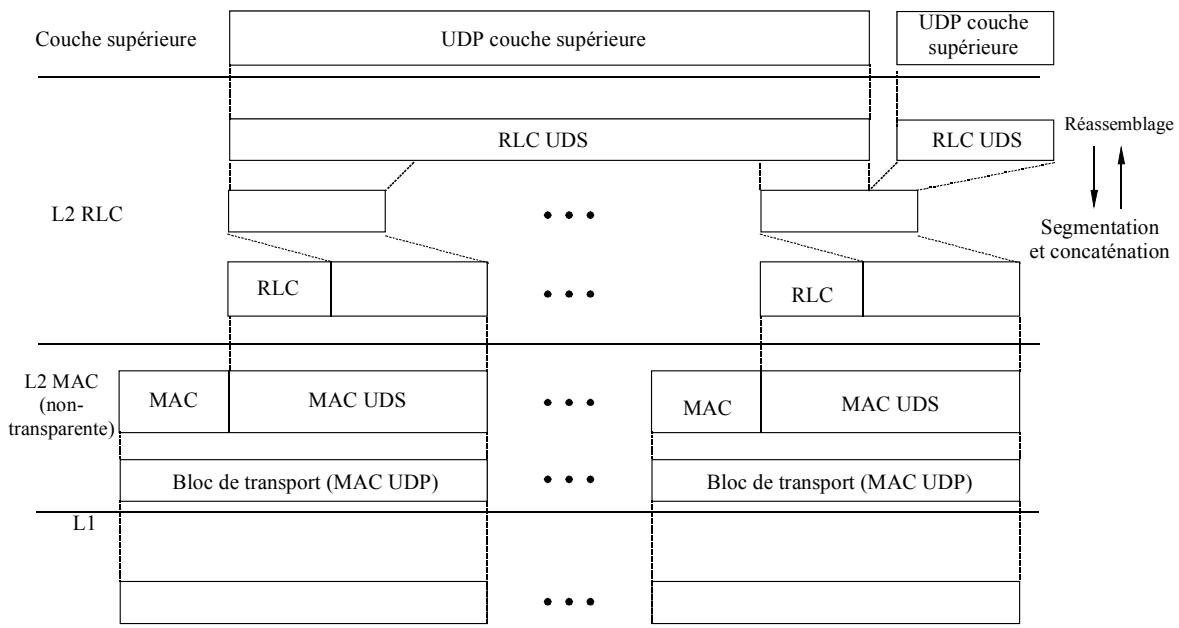 Couche supérieure
UDP couche supérieure
UDP couche
supérieure
RLC UDS
RLC UDS
Réassemblage
L2 RLC
• • •
Segmentation
et concaténation
RLC
• • •
RLC
L2 MAC
(non-
transparente)
MAC
MAC UDS
• • •
MAC
MAC UDS
Bloc de transport (MAC UDP)
• • •
Bloc de transport (MAC UDP)
L1
• • •